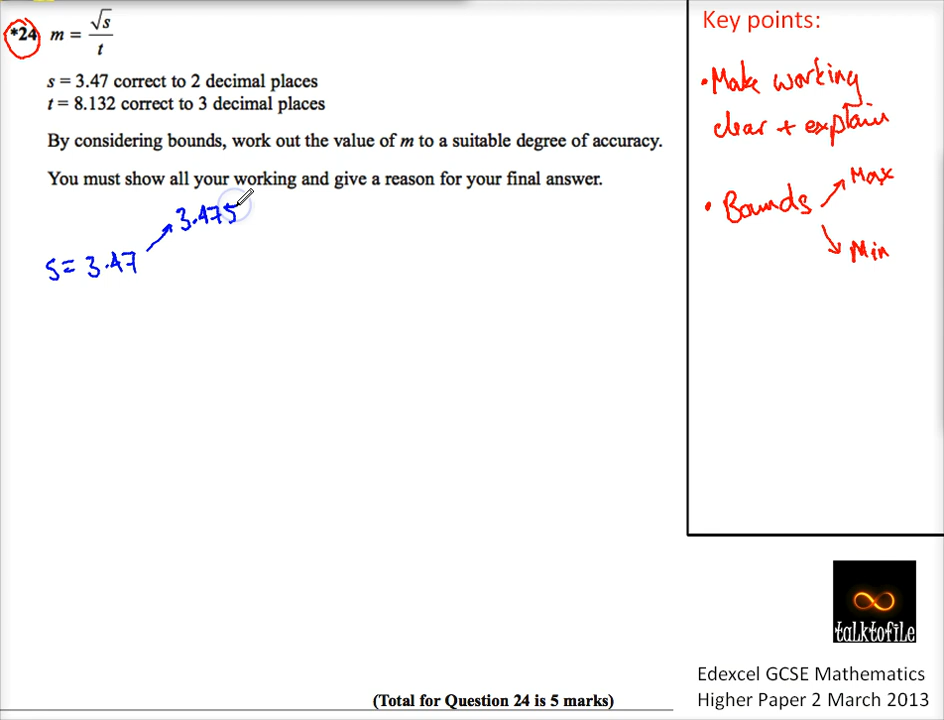 *24 m = √s / t
s = 3.47 correct to 2 decimal places
t = 8.132 correct to 3 decimal places
By considering bounds, work out the value of m to a suitable degree of accuracy.
You must show all your working and give a reason for your final answer.
3.475
s = 3.47
(Total for Question 24 is 5 marks)
Key points:
• Make working
clear + explain
• Bounds
Max
Min
talktofile
Edexcel GCSE Mathematics
Higher Paper 2 March 2013